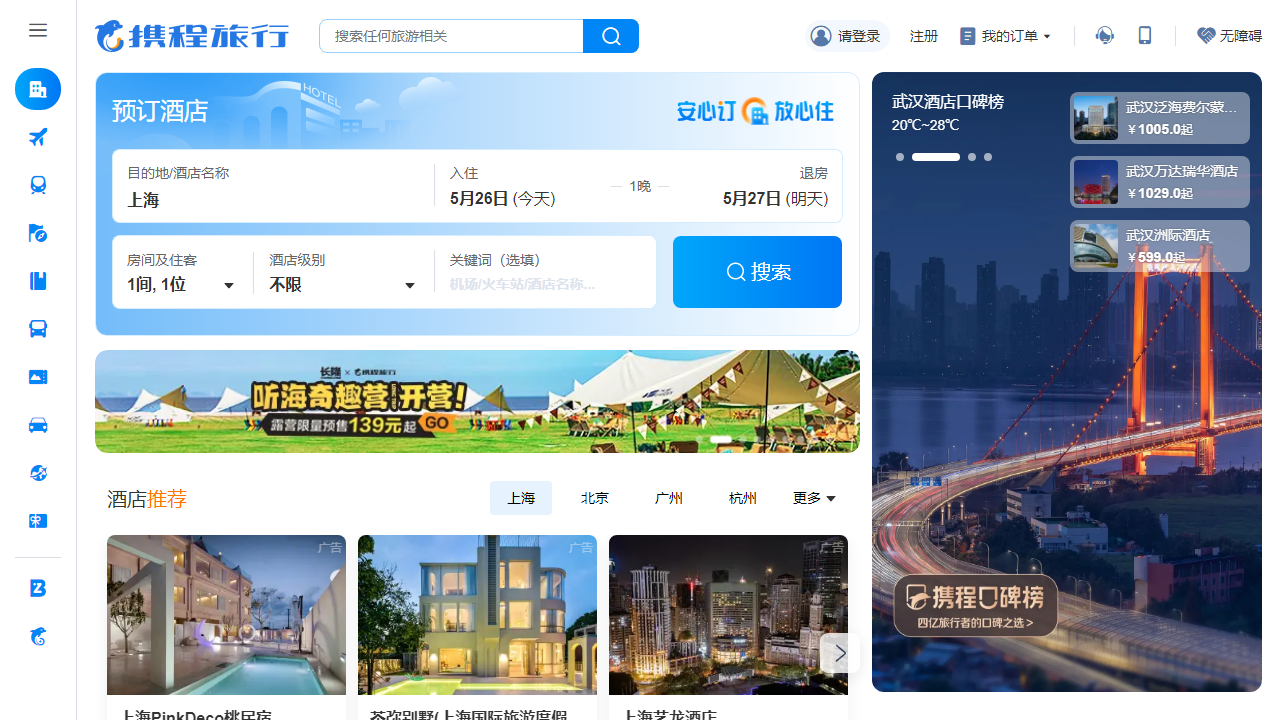 携程旅行
搜索任何旅游相关
请登录
注册
我的订单
无障碍
预订酒店
HOTEL
安心订 放心住
目的地/酒店名称
上海
入住
5月26日 (今天)
1晚
退房
5月27日 (明天)
房间及住客
1间, 1位
酒店级别
不限
关键词（选填）
机场/火车站/酒店名称...
搜索
长隆 × 携程旅行
听海奇趣营 开营!
露营限量预售139元起 GO
酒店推荐
上海
北京
广州
杭州
更多
广告
广告
广告
上海PinkDeco桃民宿
茶弥别墅(上海国际旅游度假
上海艺龙酒店
武汉酒店口碑榜
20℃~28℃
武汉泛海费尔蒙...
￥1005.0起
武汉万达瑞华酒店
￥1029.0起
武汉洲际酒店
￥599.0起
携程口碑榜
四亿旅行者的口碑之选 >